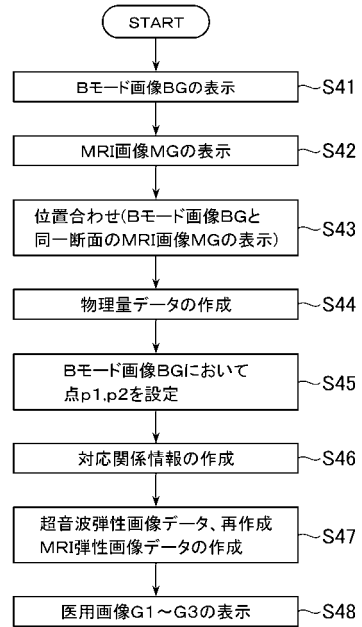 START
Bモード画像BGの表示
S41
MRI画像MGの表示
S42
位置合わせ(Bモード画像BGと
同一断面のMRI画像MGの表示)
S43
物理量データの作成
S44
Bモード画像BGにおいて
点p1,p2を設定
S45
対応関係情報の作成
S46
超音波弾性画像データ、再作成
MRI弾性画像データの作成
S47
医用画像G1〜G3の表示
S48